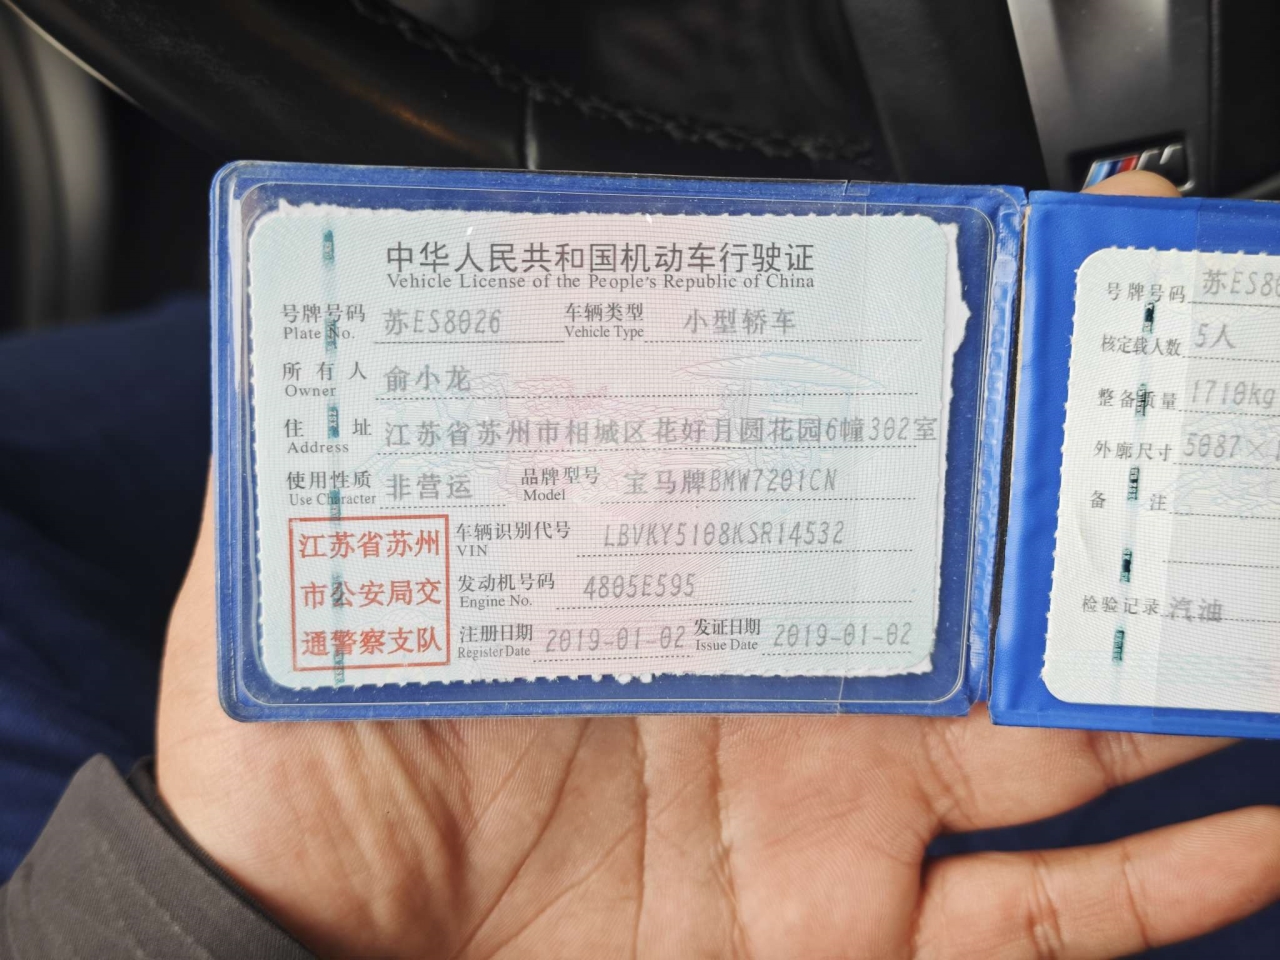 中华人民共和国机动车行驶证
Vehicle License of the People's Republic of China
号牌号码 苏ES8026 车辆类型 小型轿车
Plate No. Vehicle Type
所有人 俞小龙
Owner
住址 江苏省苏州市相城区花好月圆花园6幢302室
Address
使用性质 非营运 品牌型号 宝马牌BMW7201CN
Use Character Model
江苏省苏州
市公安局交
通警察支队
车辆识别代号 LBVKY5108KSR14532
VIN
发动机号码 4805E595
Engine No.
注册日期 2019-01-02 发证日期 2019-01-02
Register Date Issue Date
号牌号码 苏ES80
核定载人数 5人
整备质量 1710kg
外廓尺寸 5087×
备注
检验记录 汽油